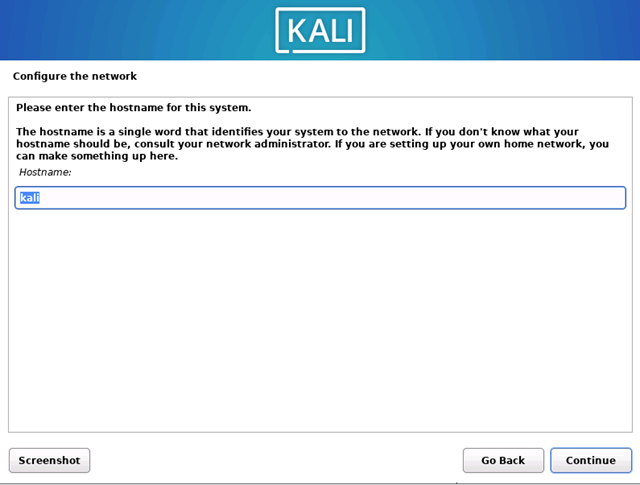 KALI
Configure the network
Please enter the hostname for this system.
The hostname is a single word that identifies your system to the network. If you don't know what your
hostname should be, consult your network administrator. If you are setting up your own home network, you
can make something up here.
Hostname:
kali
Screenshot
Go Back
Continue